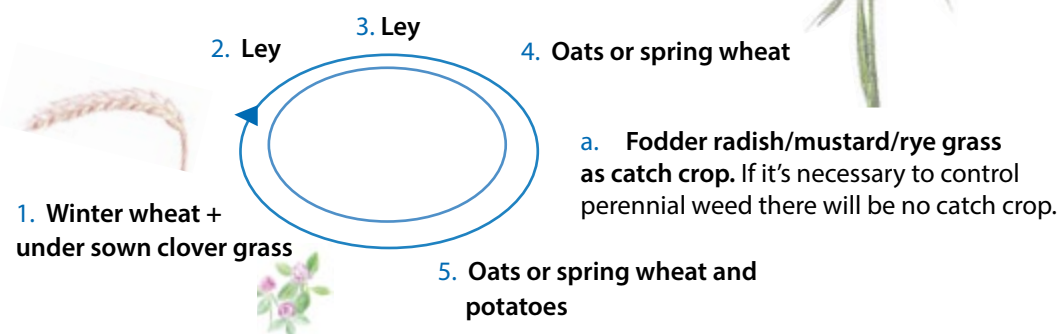 3. Ley
2. Ley
4. Oats or spring wheat
a. Fodder radish/mustard/rye grass
as catch crop. If it's necessary to control
perennial weed there will be no catch crop.
1. Winter wheat +
under sown clover grass
5. Oats or spring wheat and
potatoes